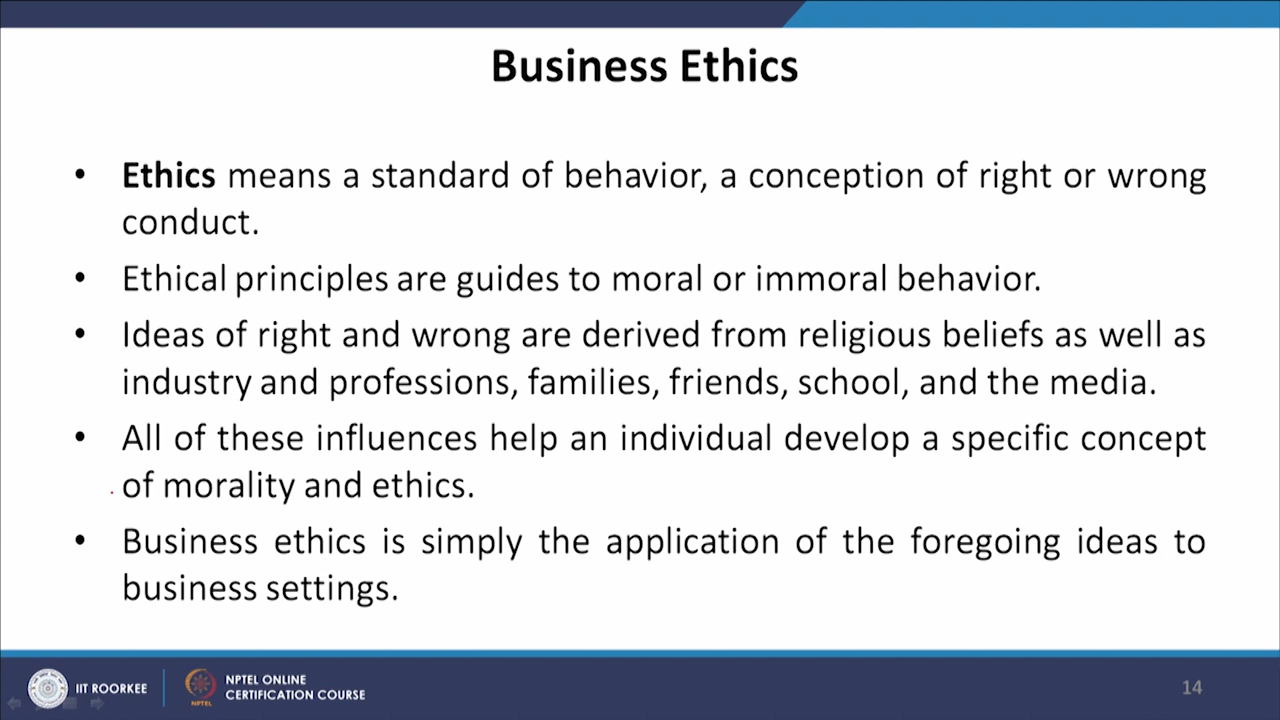 Business Ethics
• Ethics means a standard of behavior, a conception of right or wrong
conduct.
• Ethical principles are guides to moral or immoral behavior.
• Ideas of right and wrong are derived from religious beliefs as well as
industry and professions, families, friends, school, and the media.
• All of these influences help an individual develop a specific concept
of morality and ethics.
• Business ethics is simply the application of the foregoing ideas to
business settings.
IIT ROORKEE
NPTEL
NPTEL ONLINE
CERTIFICATION COURSE
14